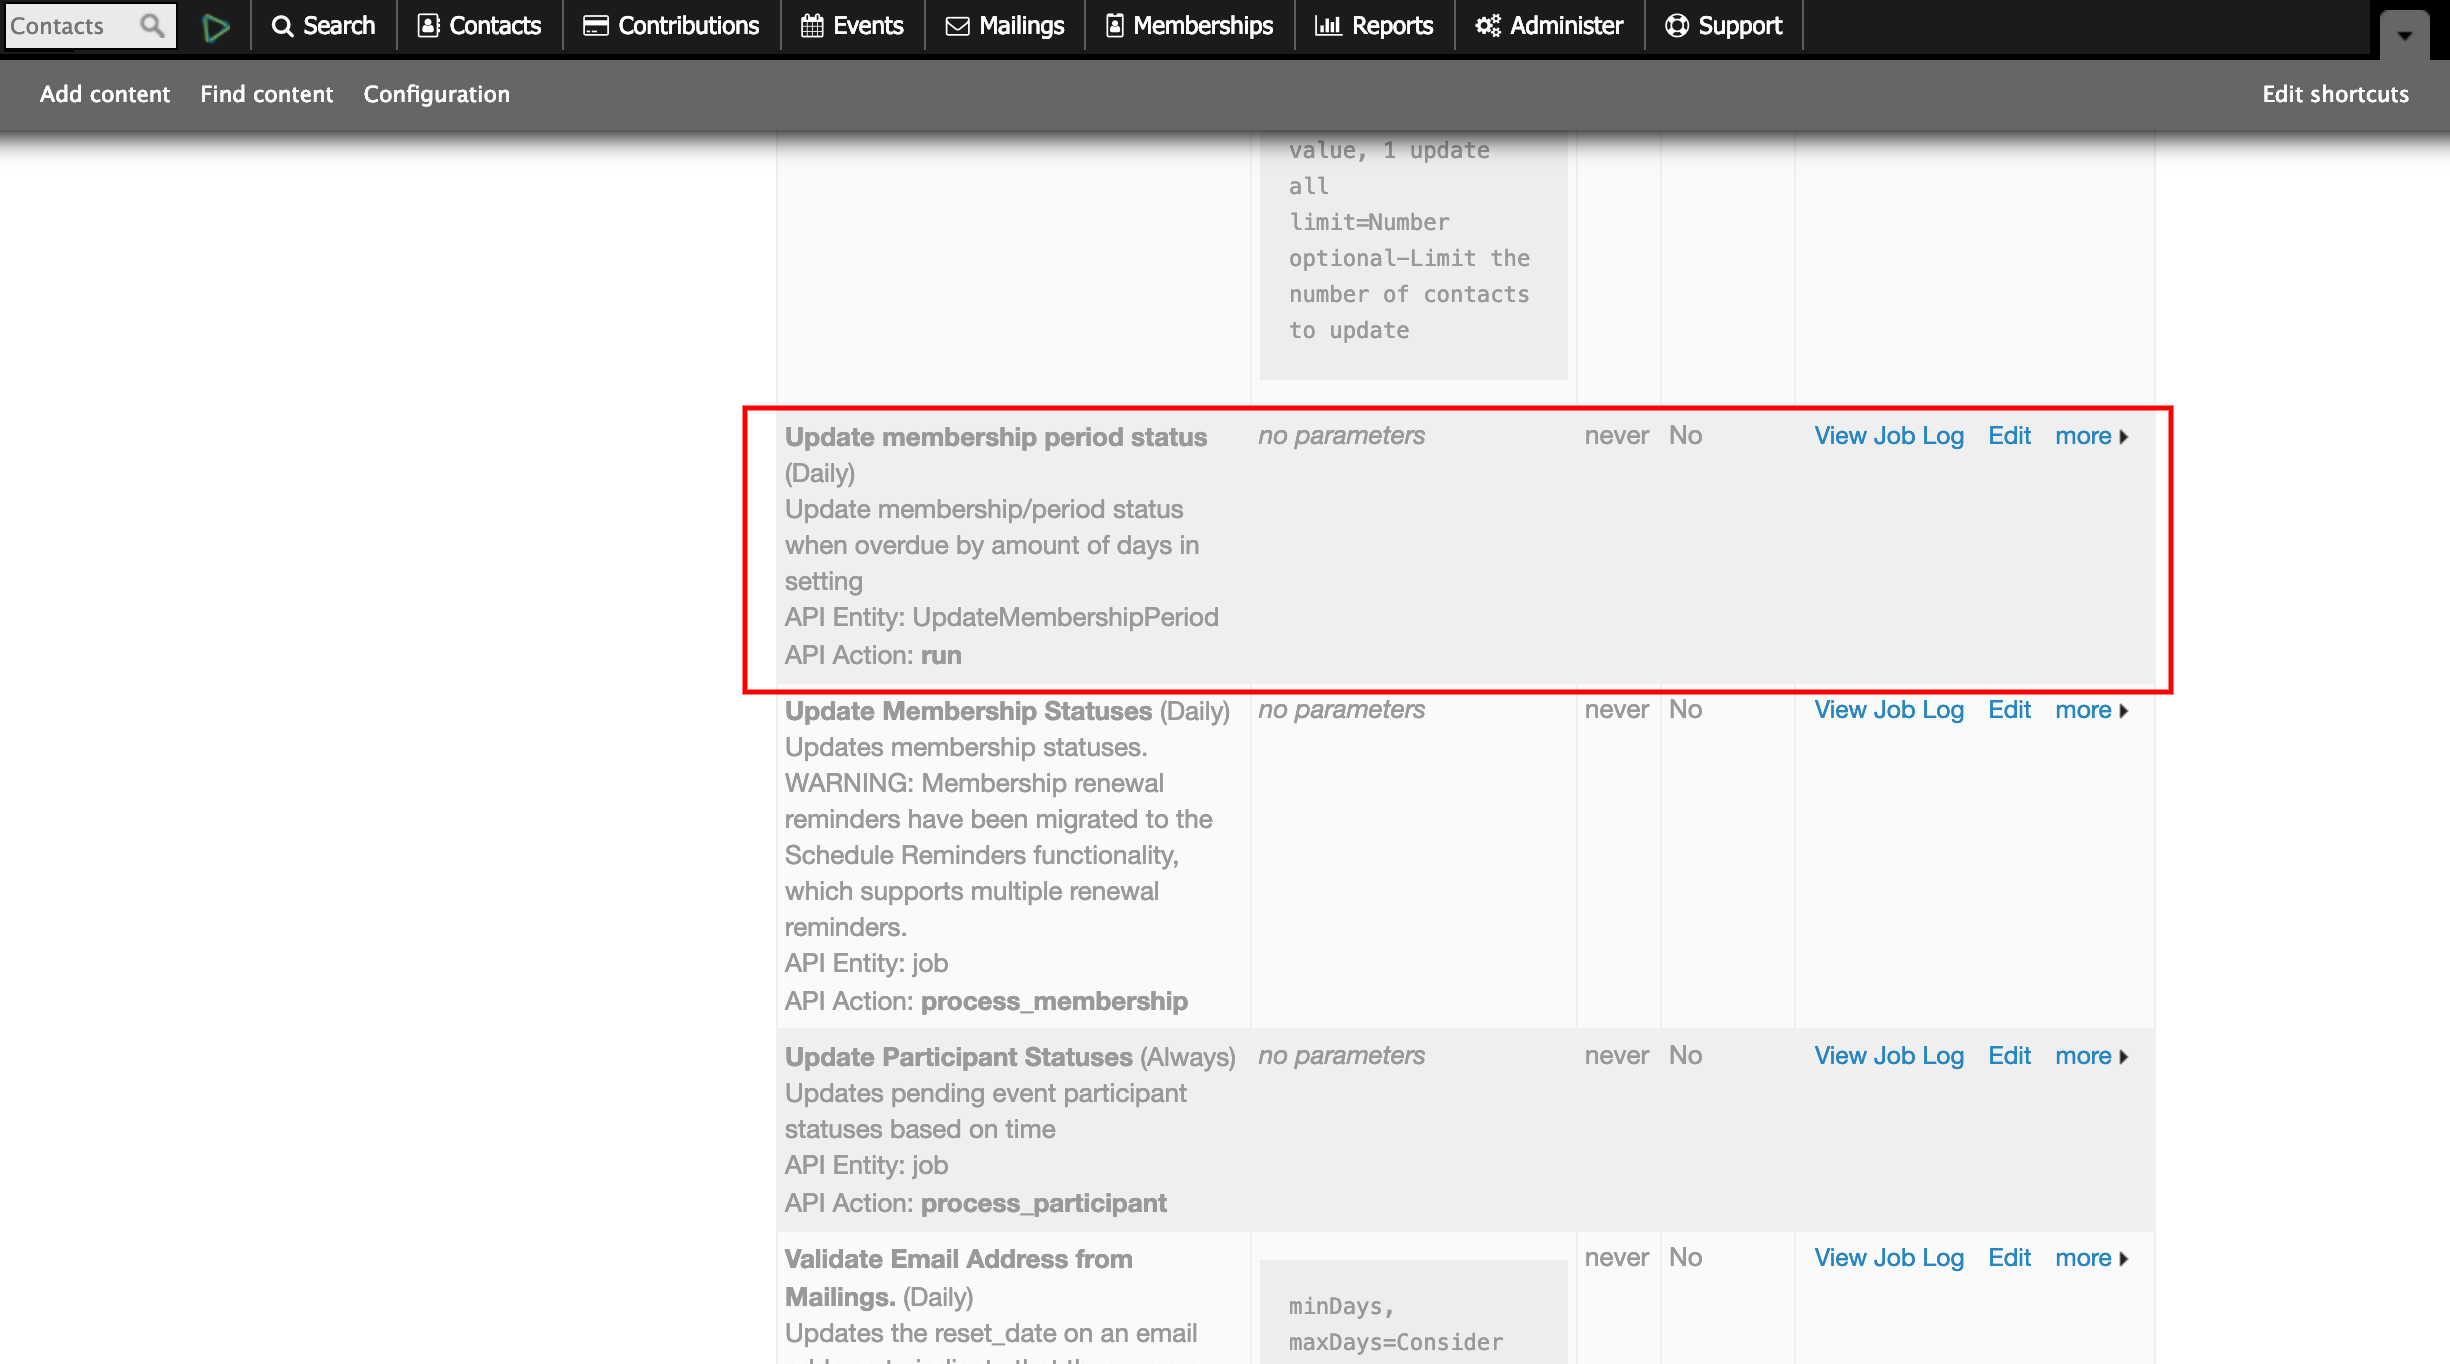 Contacts Search Contacts Contributions Events Mailings Memberships Reports Administer Support
Add content Find content Configuration Edit shortcuts
value, 1 update
all
limit=Number
optional-Limit the
number of contacts
to update
Update membership period status no parameters never No View Job Log Edit more
(Daily)
Update membership/period status
when overdue by amount of days in
setting
API Entity: UpdateMembershipPeriod
API Action: run
Update Membership Statuses (Daily) no parameters never No View Job Log Edit more
Updates membership statuses.
WARNING: Membership renewal
reminders have been migrated to the
Schedule Reminders functionality,
which supports multiple renewal
reminders.
API Entity: job
API Action: process_membership
Update Participant Statuses (Always) no parameters never No View Job Log Edit more
Updates pending event participant
statuses based on time
API Entity: job
API Action: process_participant
Validate Email Address from never No View Job Log Edit more
Mailings. (Daily)
Updates the reset_date on an email
minDays,
maxDays=Consider